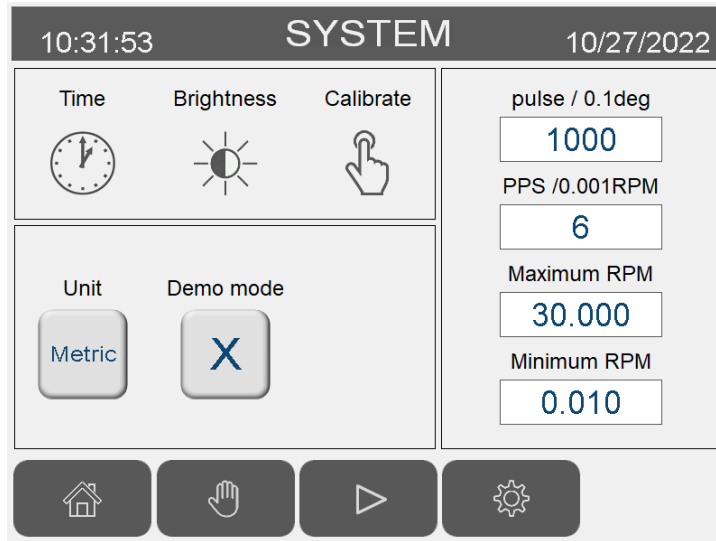 10:31:53 SYSTEM 10/27/2022
Time Brightness Calibrate
Unit Demo mode
Metric X
pulse / 0.1deg
1000
PPS /0.001RPM
6
Maximum RPM
30.000
Minimum RPM
0.010